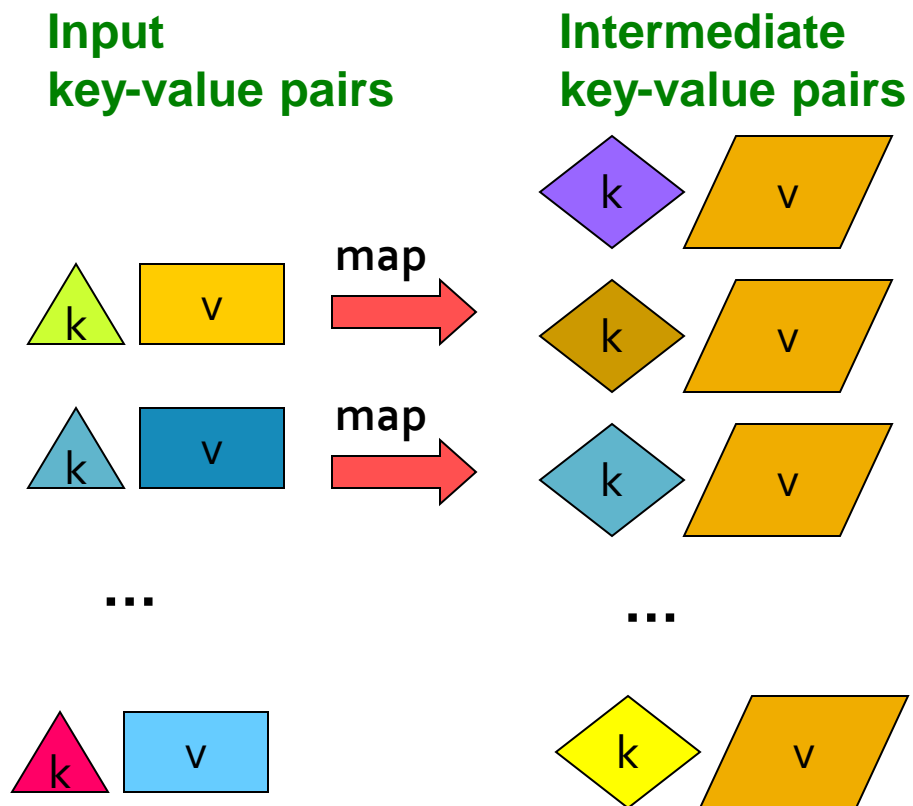 Input
key-value pairs
Intermediate
key-value pairs
k v
map
k v
k v
map
k v
k v
...
...
k v
k v